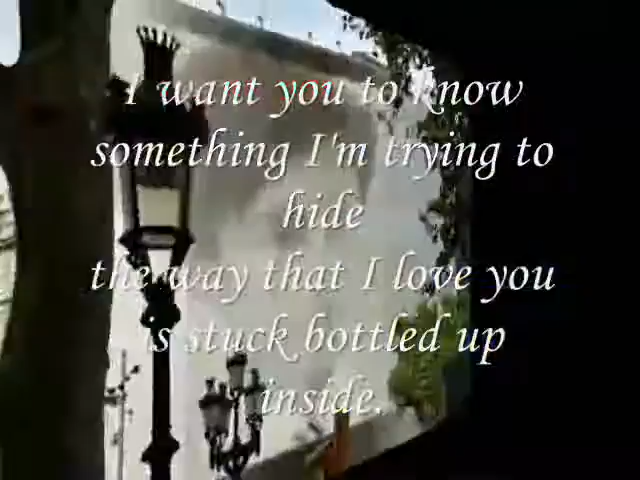 I want you to know
something I'm trying to
hide
the way that I love you
is stuck bottled up
inside.